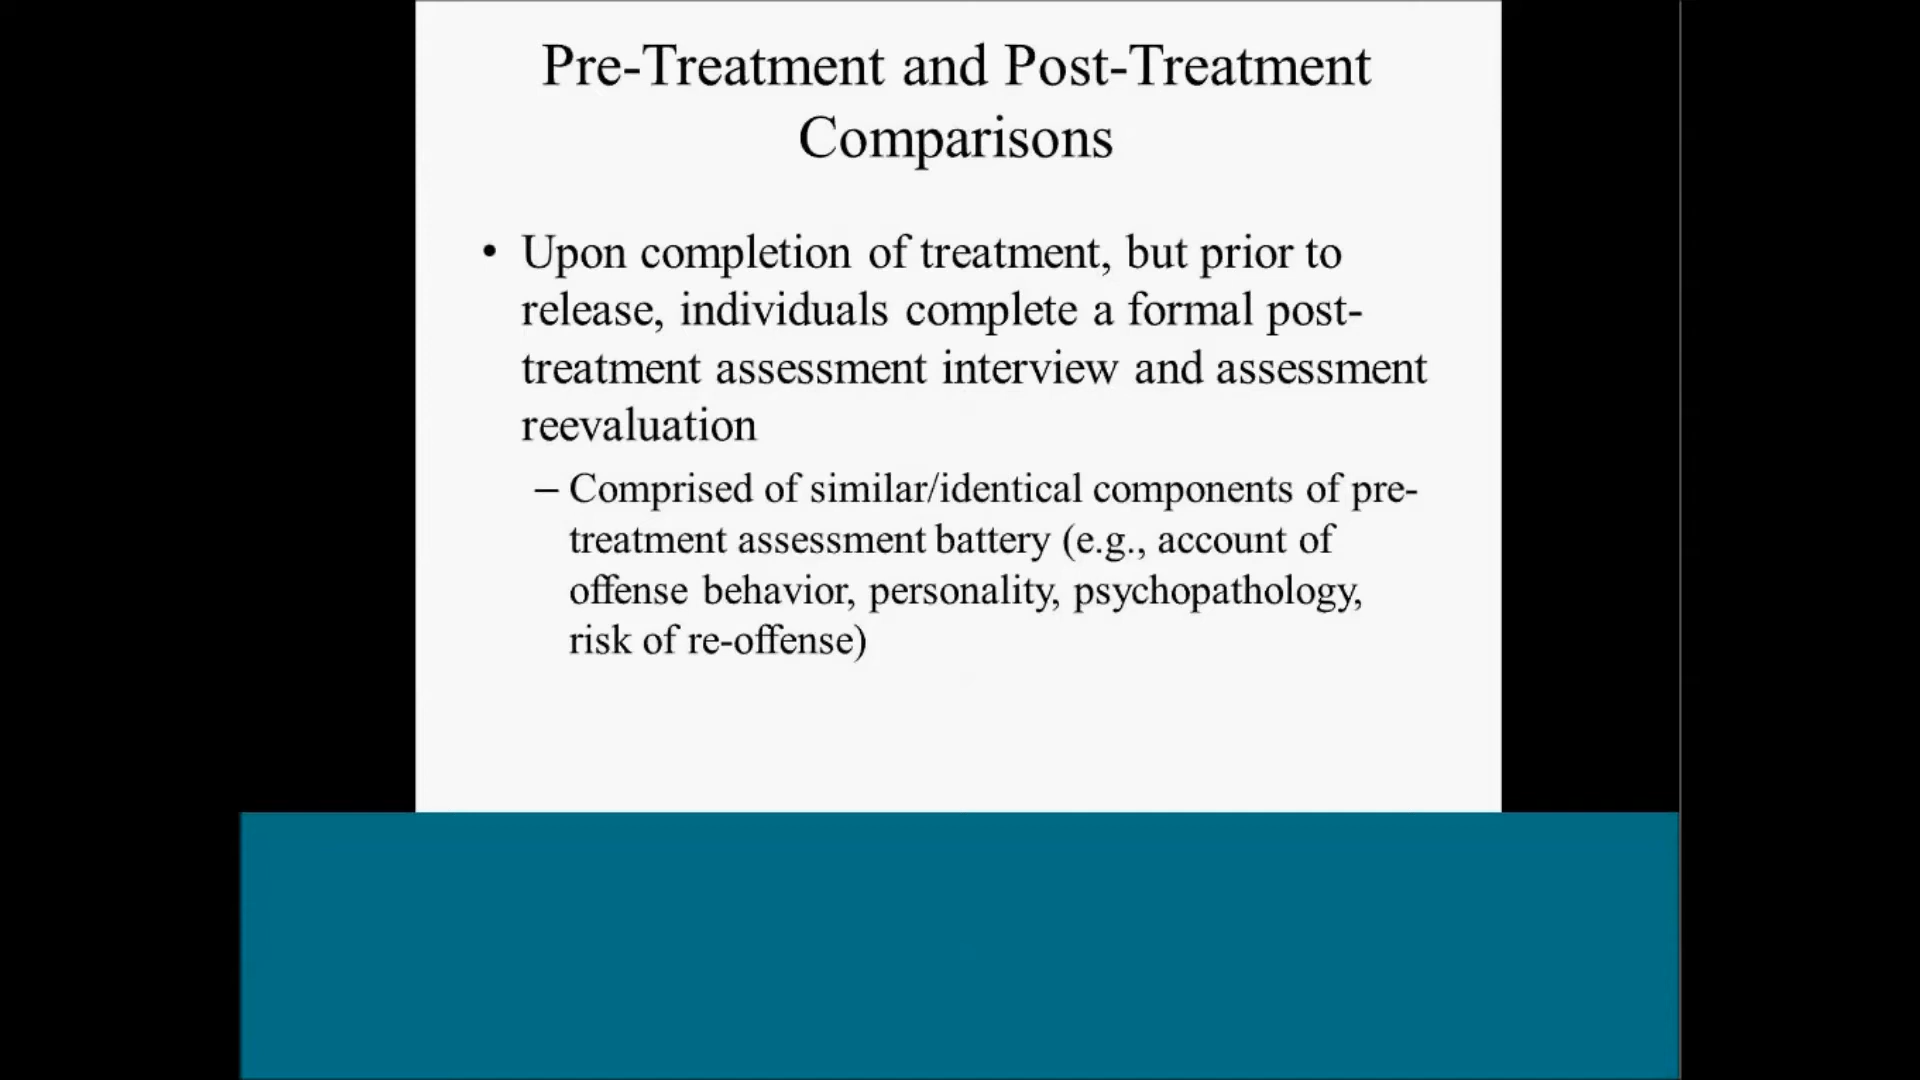 Pre-Treatment and Post-Treatment
Comparisons
• Upon completion of treatment, but prior to
release, individuals complete a formal post-
treatment assessment interview and assessment
reevaluation
– Comprised of similar/identical components of pre-
treatment assessment battery (e.g., account of
offense behavior, personality, psychopathology,
risk of re-offense)